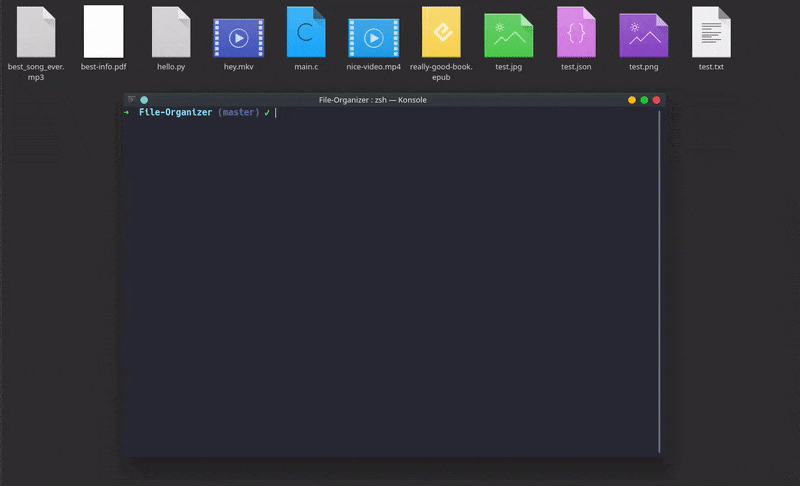 best_song_ever.
mp3
best-info.pdf
hello.py
hey.mkv
main.c
nice-video.mp4
really-good-book.
epub
test.jpg
test.json
test.png
test.txt
File-Organizer : zsh — Konsole
➜ File-Organizer (master) ✓